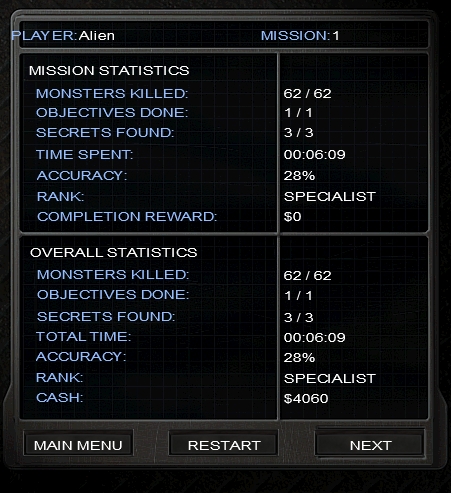 PLAYER:Alien MISSION:1
MISSION STATISTICS
MONSTERS KILLED: 62 / 62
OBJECTIVES DONE: 1 / 1
SECRETS FOUND: 3 / 3
TIME SPENT: 00:06:09
ACCURACY: 28%
RANK: SPECIALIST
COMPLETION REWARD: $0
OVERALL STATISTICS
MONSTERS KILLED: 62 / 62
OBJECTIVES DONE: 1 / 1
SECRETS FOUND: 3 / 3
TOTAL TIME: 00:06:09
ACCURACY: 28%
RANK: SPECIALIST
CASH: $4060
MAIN MENU RESTART NEXT